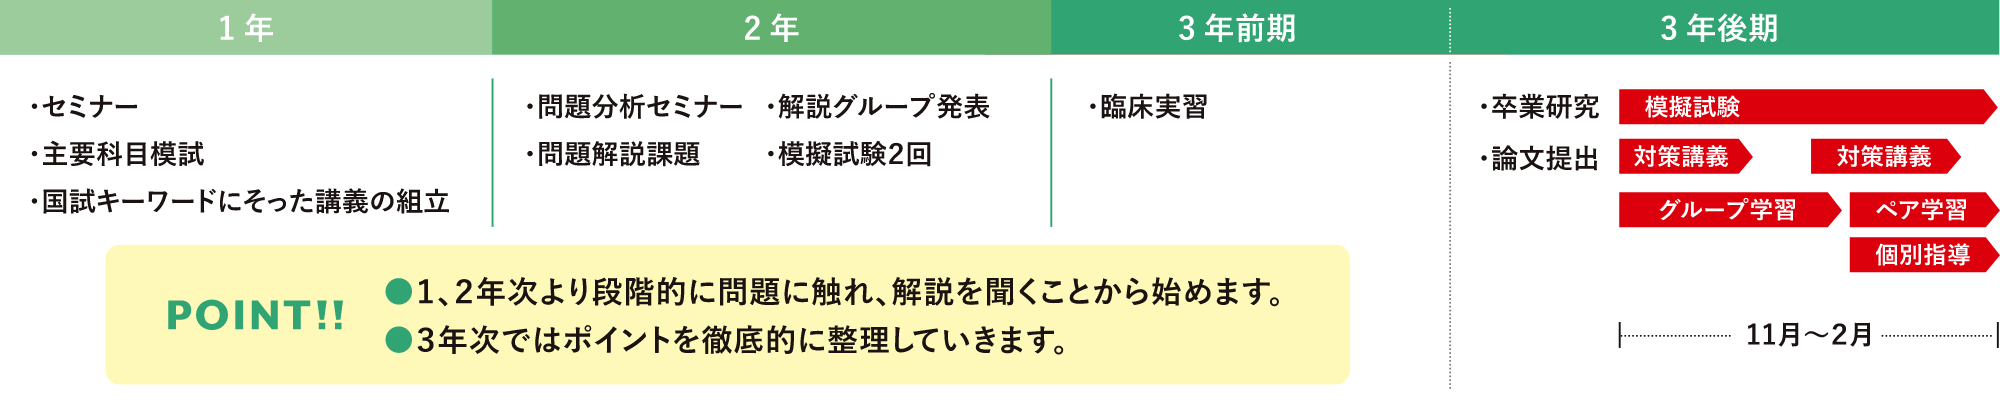 1 年
2 年
3 年前期
3 年後期
・セミナー
・主要科目模試
・国試キーワードにそった講義の組立
・問題分析セミナー ・解説グループ発表
・問題解説課題 ・模擬試験2回
・臨床実習
・卒業研究
・論文提出
模擬試験
対策講義 対策講義
グループ学習 ペア学習
個別指導
11月〜2月
POINT!!
●1、2年次より段階的に問題に触れ、解説を聞くことから始めます。
●3年次ではポイントを徹底的に整理していきます。